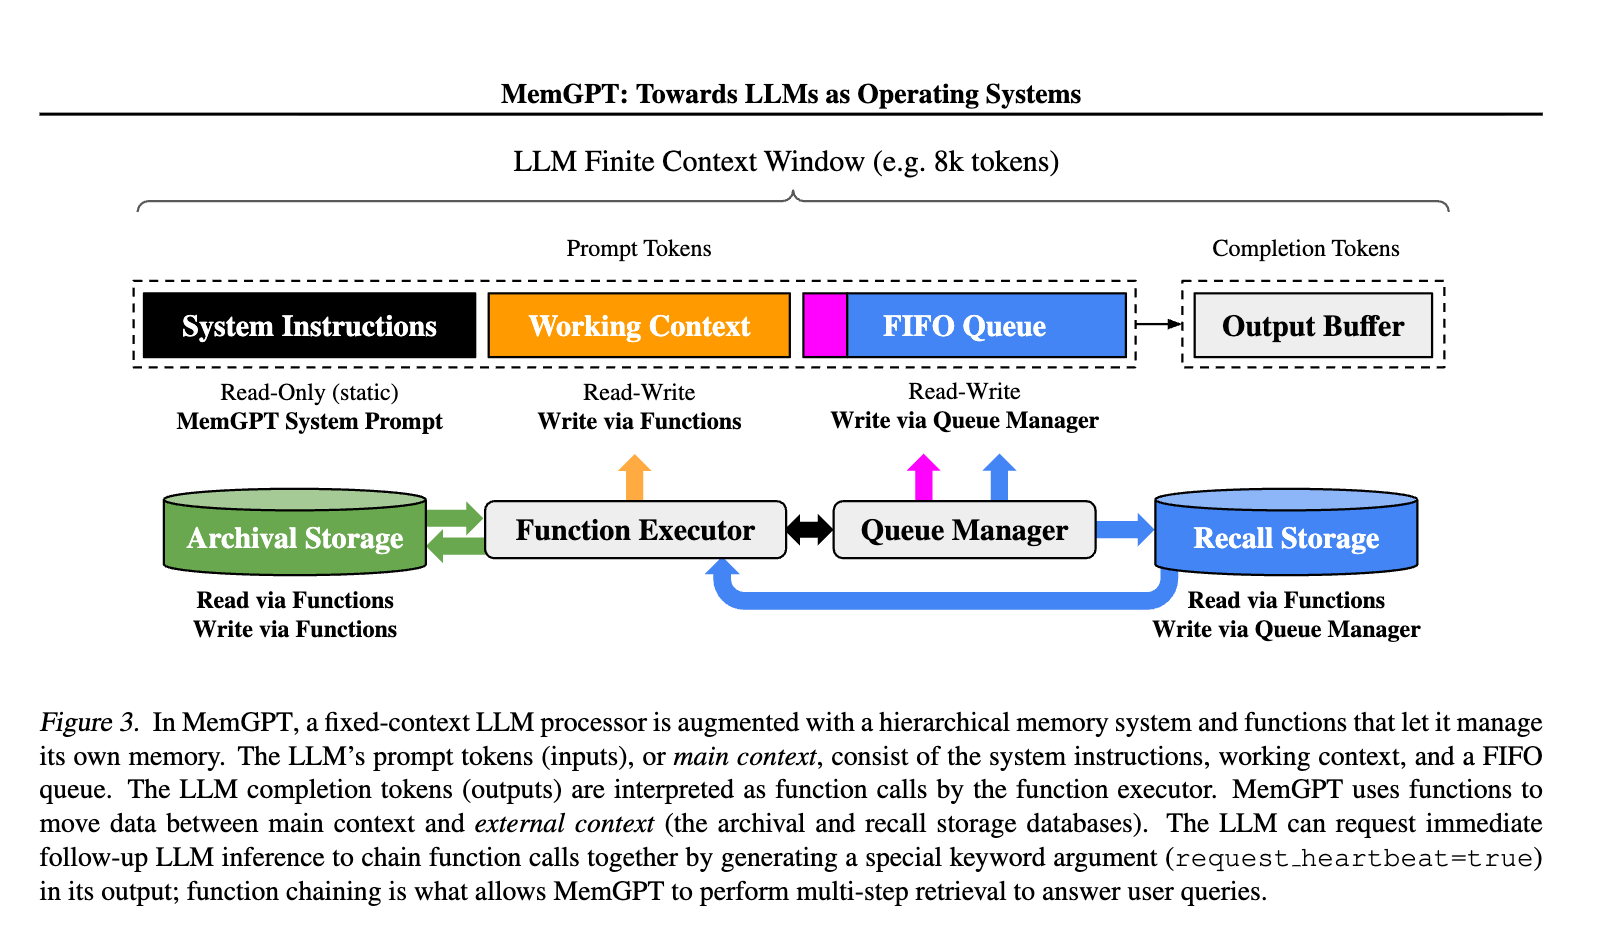 MemGPT: Towards LLMs as Operating Systems
LLM Finite Context Window (e.g. 8k tokens)
Prompt Tokens
Completion Tokens
System Instructions
Working Context
FIFO Queue
Output Buffer
Read-Only (static)
MemGPT System Prompt
Read-Write
Write via Functions
Read-Write
Write via Queue Manager
Archival Storage
Function Executor
Queue Manager
Recall Storage
Read via Functions
Write via Functions
Read via Functions
Write via Queue Manager
Figure 3. In MemGPT, a fixed-context LLM processor is augmented with a hierarchical memory system and functions that let it manage
its own memory. The LLM's prompt tokens (inputs), or main context, consist of the system instructions, working context, and a FIFO
queue. The LLM completion tokens (outputs) are interpreted as function calls by the function executor. MemGPT uses functions to
move data between main context and external context (the archival and recall storage databases). The LLM can request immediate
follow-up LLM inference to chain function calls together by generating a special keyword argument (request_heartbeat=true)
in its output; function chaining is what allows MemGPT to perform multi-step retrieval to answer user queries.